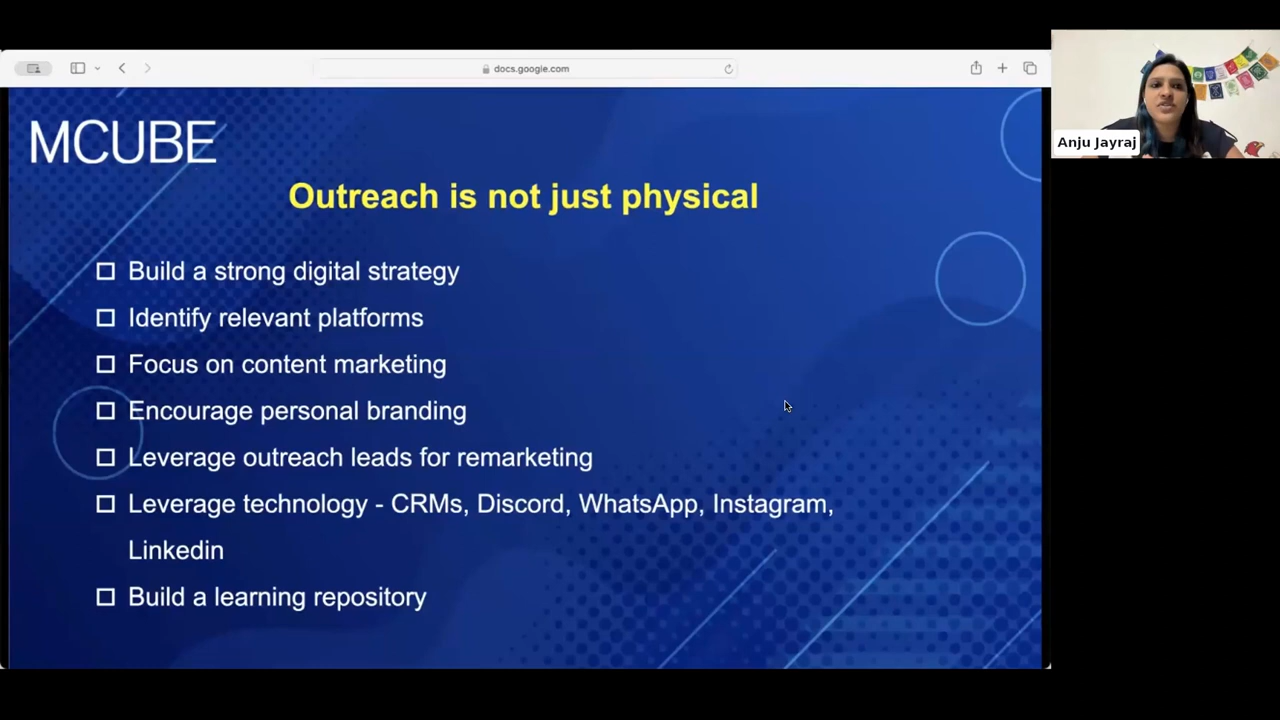 docs.google.com
MCUBE
Outreach is not just physical
Build a strong digital strategy
Identify relevant platforms
Focus on content marketing
Encourage personal branding
Leverage outreach leads for remarketing
Leverage technology - CRMs, Discord, WhatsApp, Instagram,
Linkedin
Build a learning repository
Anju Jayraj